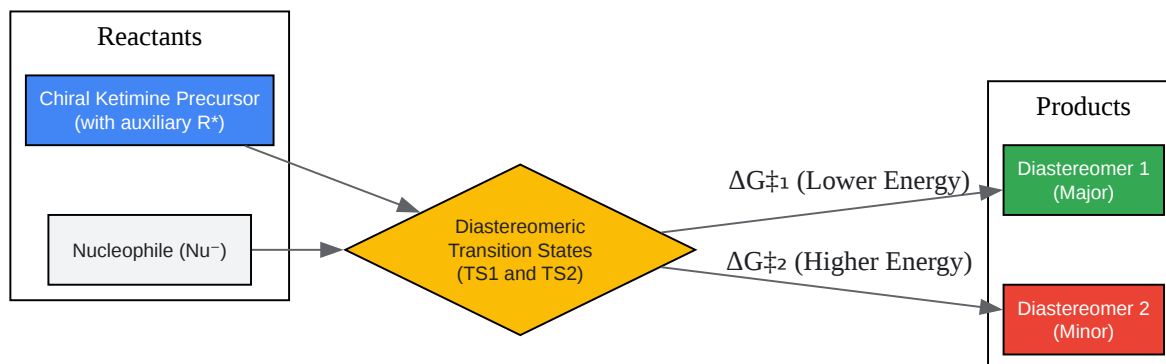 Reactants
Chiral Ketimine Precursor
(with auxiliary R*)
Nucleophile (Nu⁻)
Diastereomeric
Transition States
(TS1 and TS2)
ΔG‡₁ (Lower Energy)
ΔG‡₂ (Higher Energy)
Products
Diastereomer 1
(Major)
Diastereomer 2
(Minor)